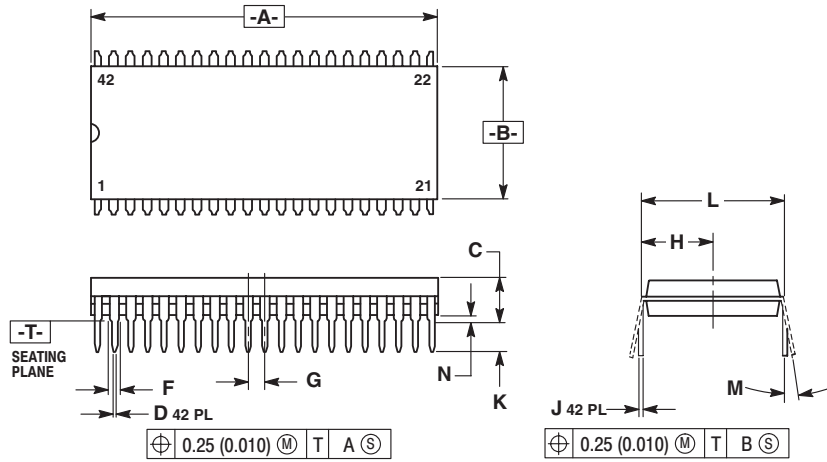 -A-
42 22
-B-
1 21
L
H
C
-T-
SEATING
PLANE
F
G
N
K
M
D 42 PL
J 42 PL
⌖ 0.25 (0.010) Ⓜ T A Ⓢ
⌖ 0.25 (0.010) Ⓜ T B Ⓢ